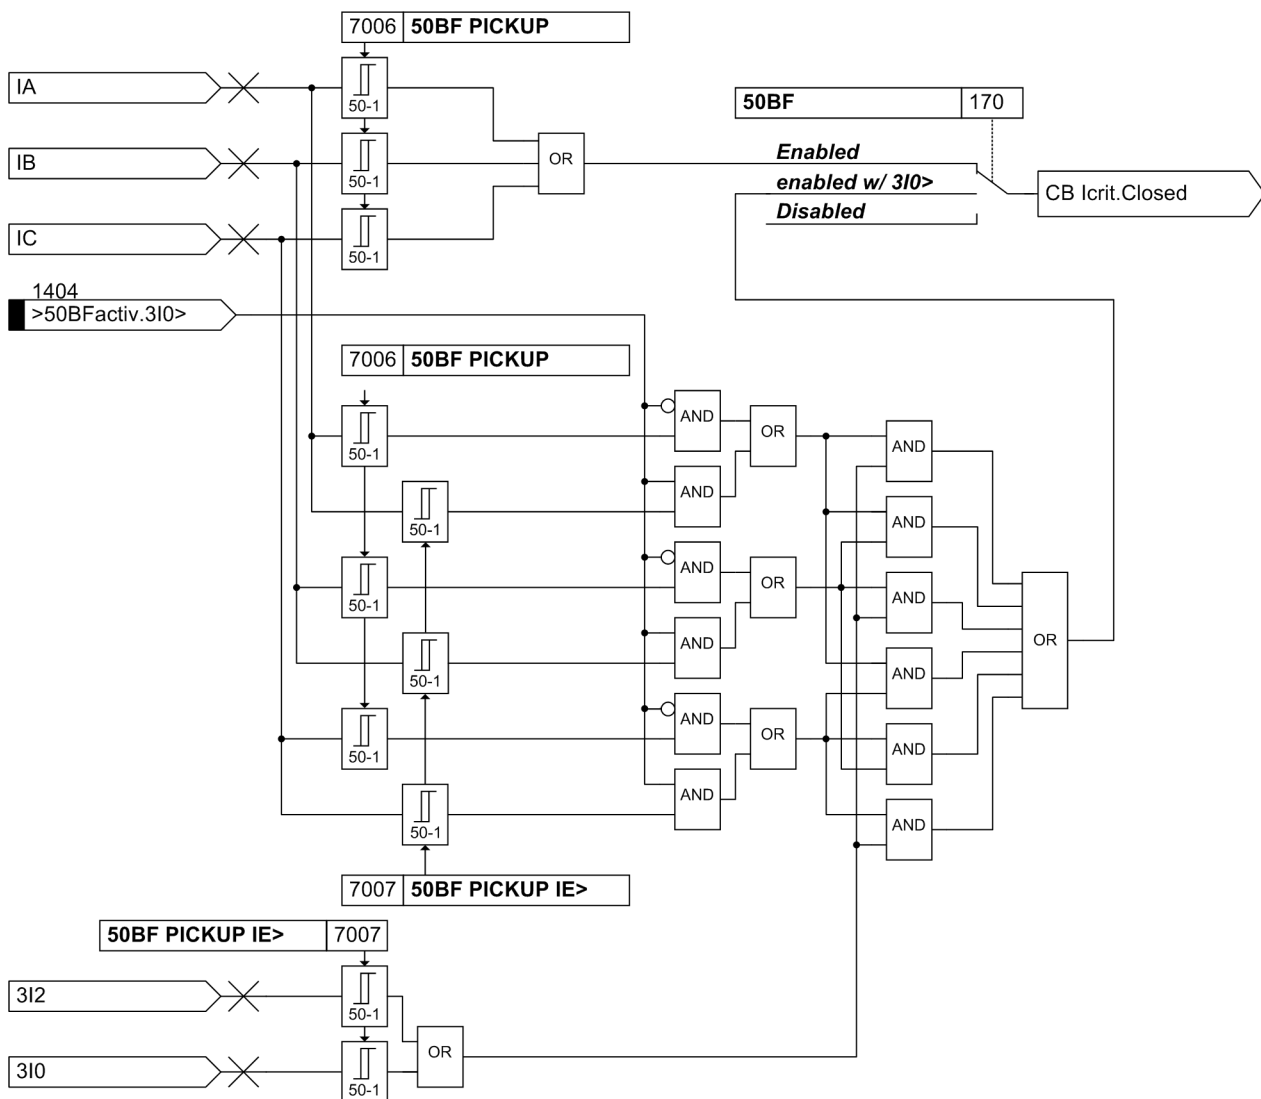 7006 50BF PICKUP
IA
50-1
50BF 170
IB
50-1
OR
Enabled
enabled w/ 3I0>
CB Icrit.Closed
Disabled
IC
50-1
1404
>50BFactiv.3I0>
7006 50BF PICKUP
50-1
AND
OR
AND
50-1
AND
AND
50-1
AND
OR
AND
50-1
AND
AND
OR
50-1
AND
OR
AND
50-1
AND
AND
7007 50BF PICKUP IE>
50BF PICKUP IE> 7007
3I2
50-1
OR
3I0
50-1